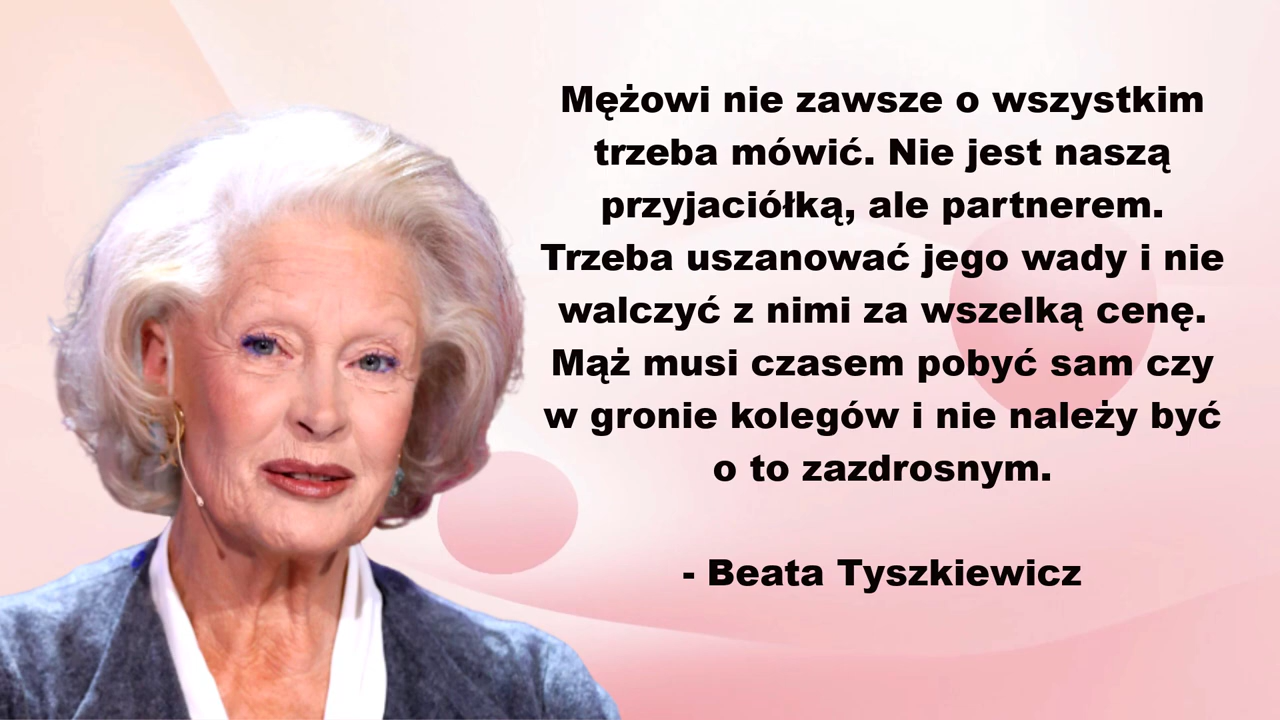 Mężowi nie zawsze o wszystkim
trzeba mówić. Nie jest naszą
przyjaciółką, ale partnerem.
Trzeba uszanować jego wady i nie
walczyć z nimi za wszelką cenę.
Mąż musi czasem pobyć sam czy
w gronie kolegów i nie należy być
o to zazdrosnym.
- Beata Tyszkiewicz